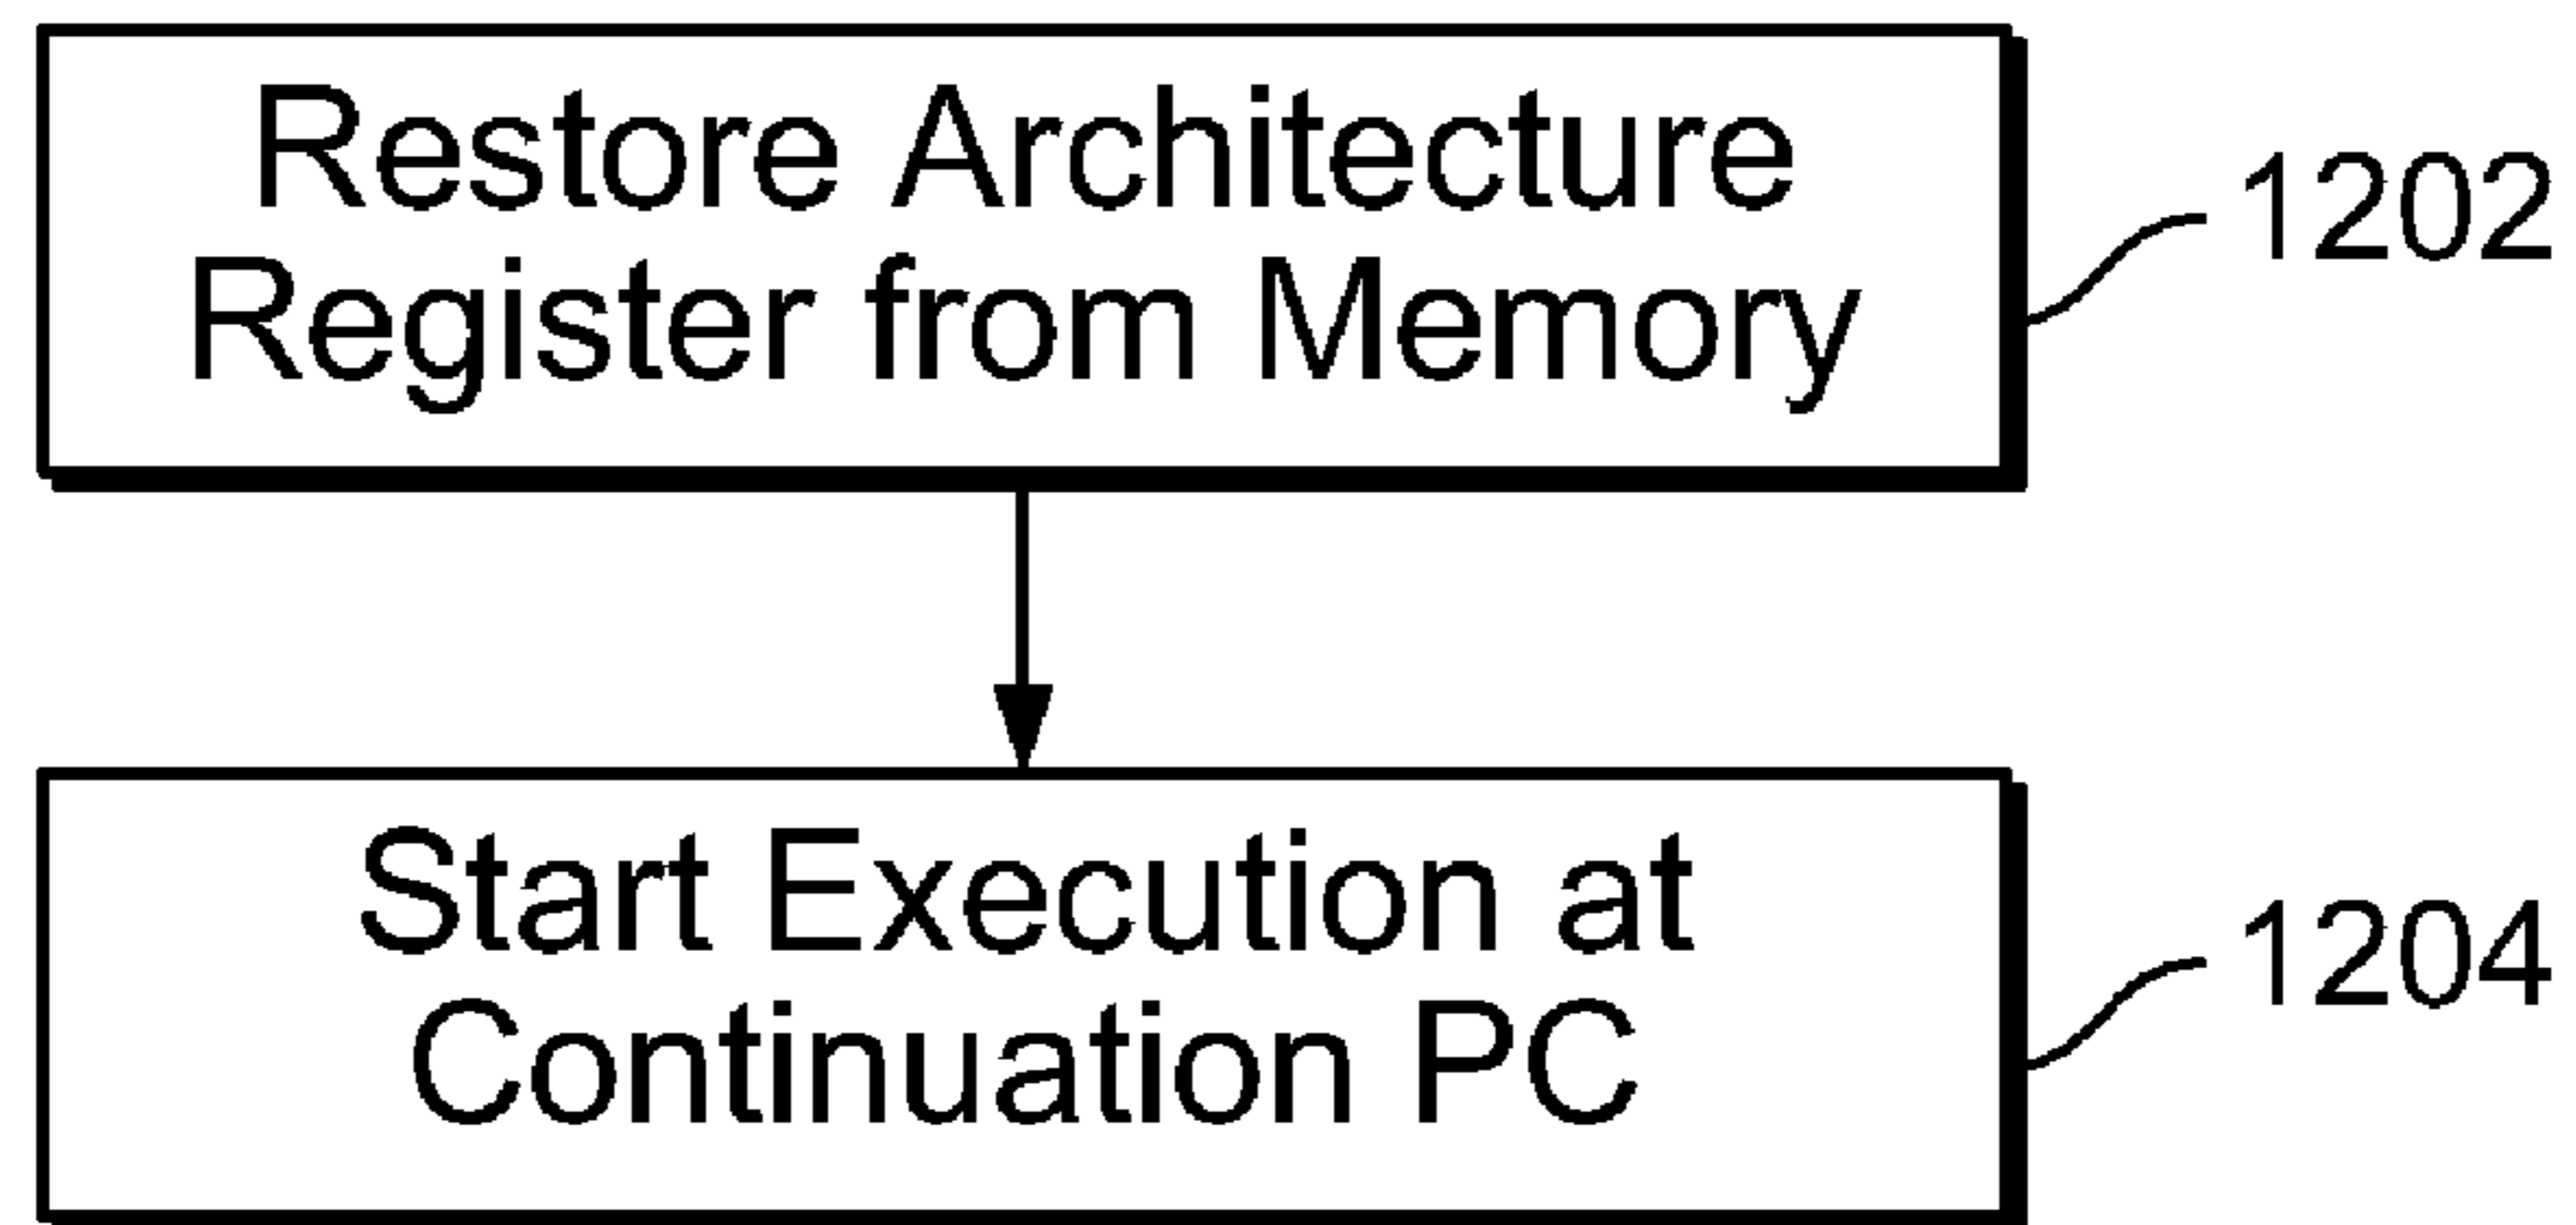 Restore Architecture
Register from Memory
1202
Start Execution at
Continuation PC
1204